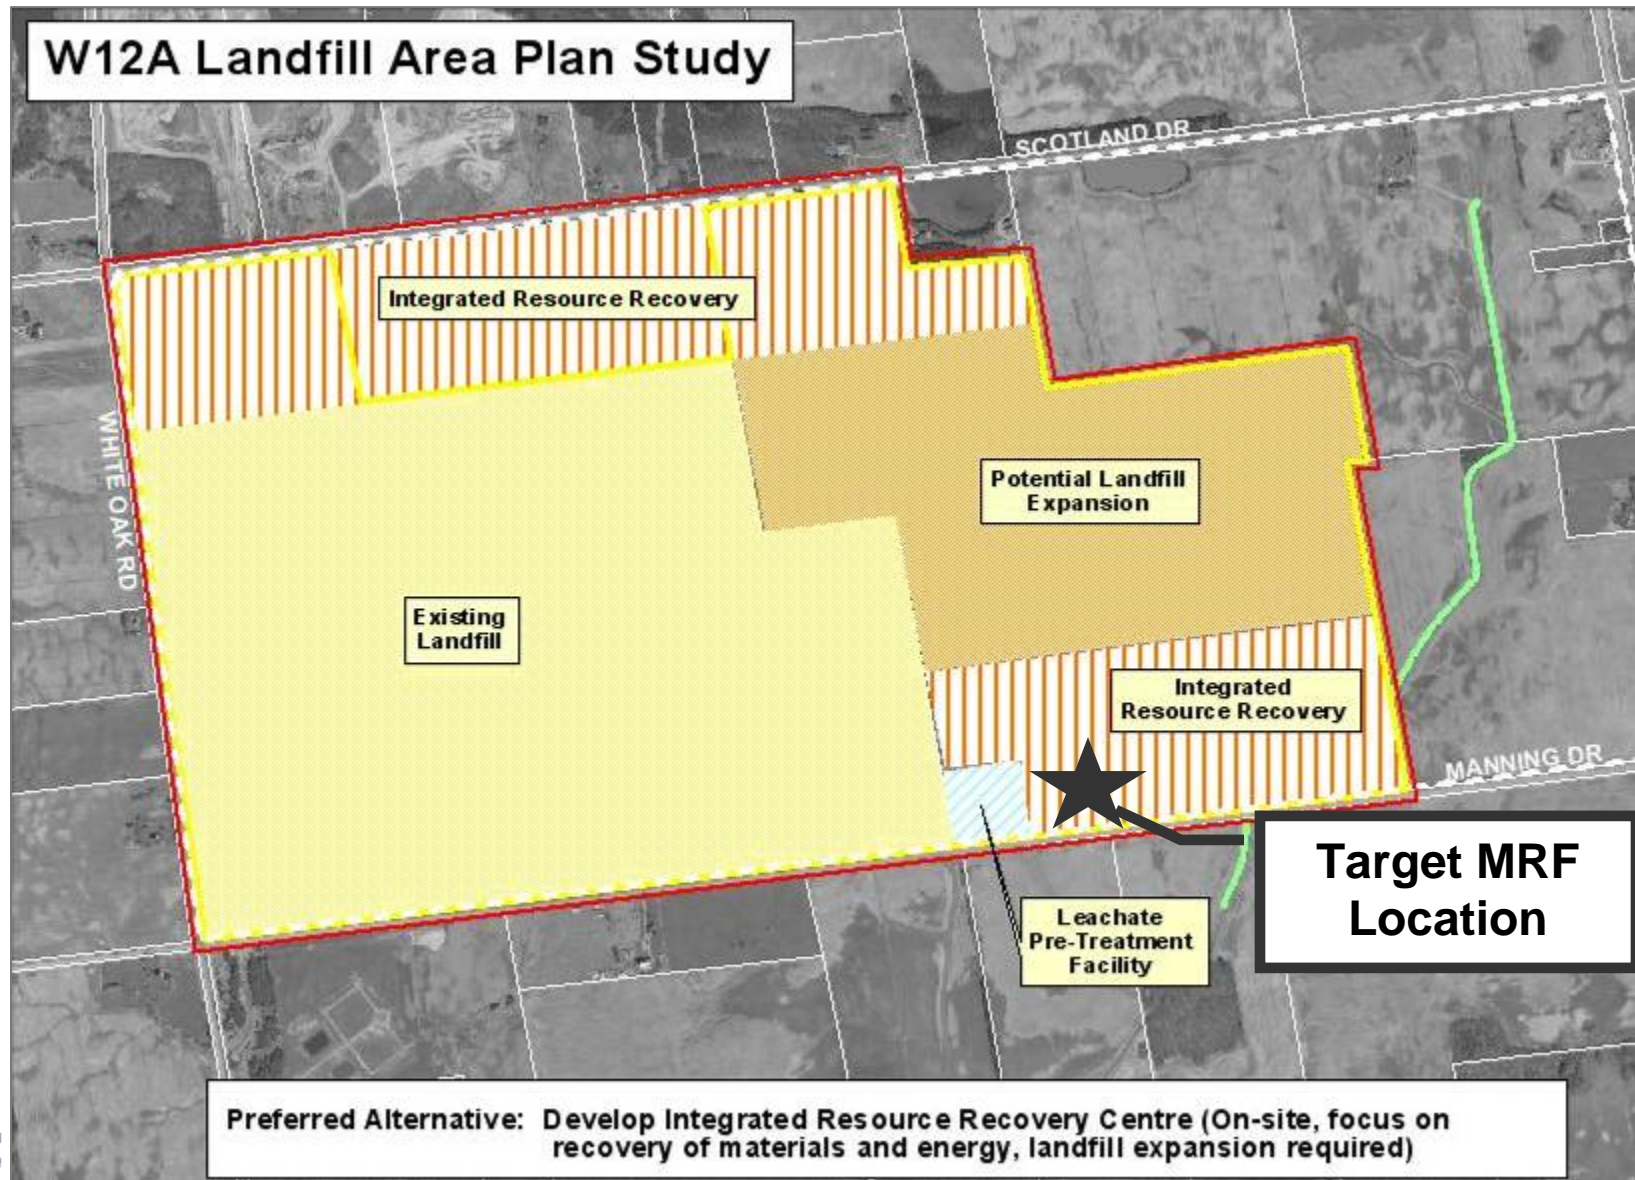 W12A Landfill Area Plan Study
SCOTLAND DR
Integrated Resource Recovery
WHITE OAK RD
Potential Landfill
Expansion
Existing
Landfill
Integrated
Resource Recovery
MANNING DR
Target MRF
Location
Leachate
Pre-Treatment
Facility
Preferred Alternative: Develop Integrated Resource Recovery Centre (On-site, focus on
recovery of materials and energy, landfill expansion required)